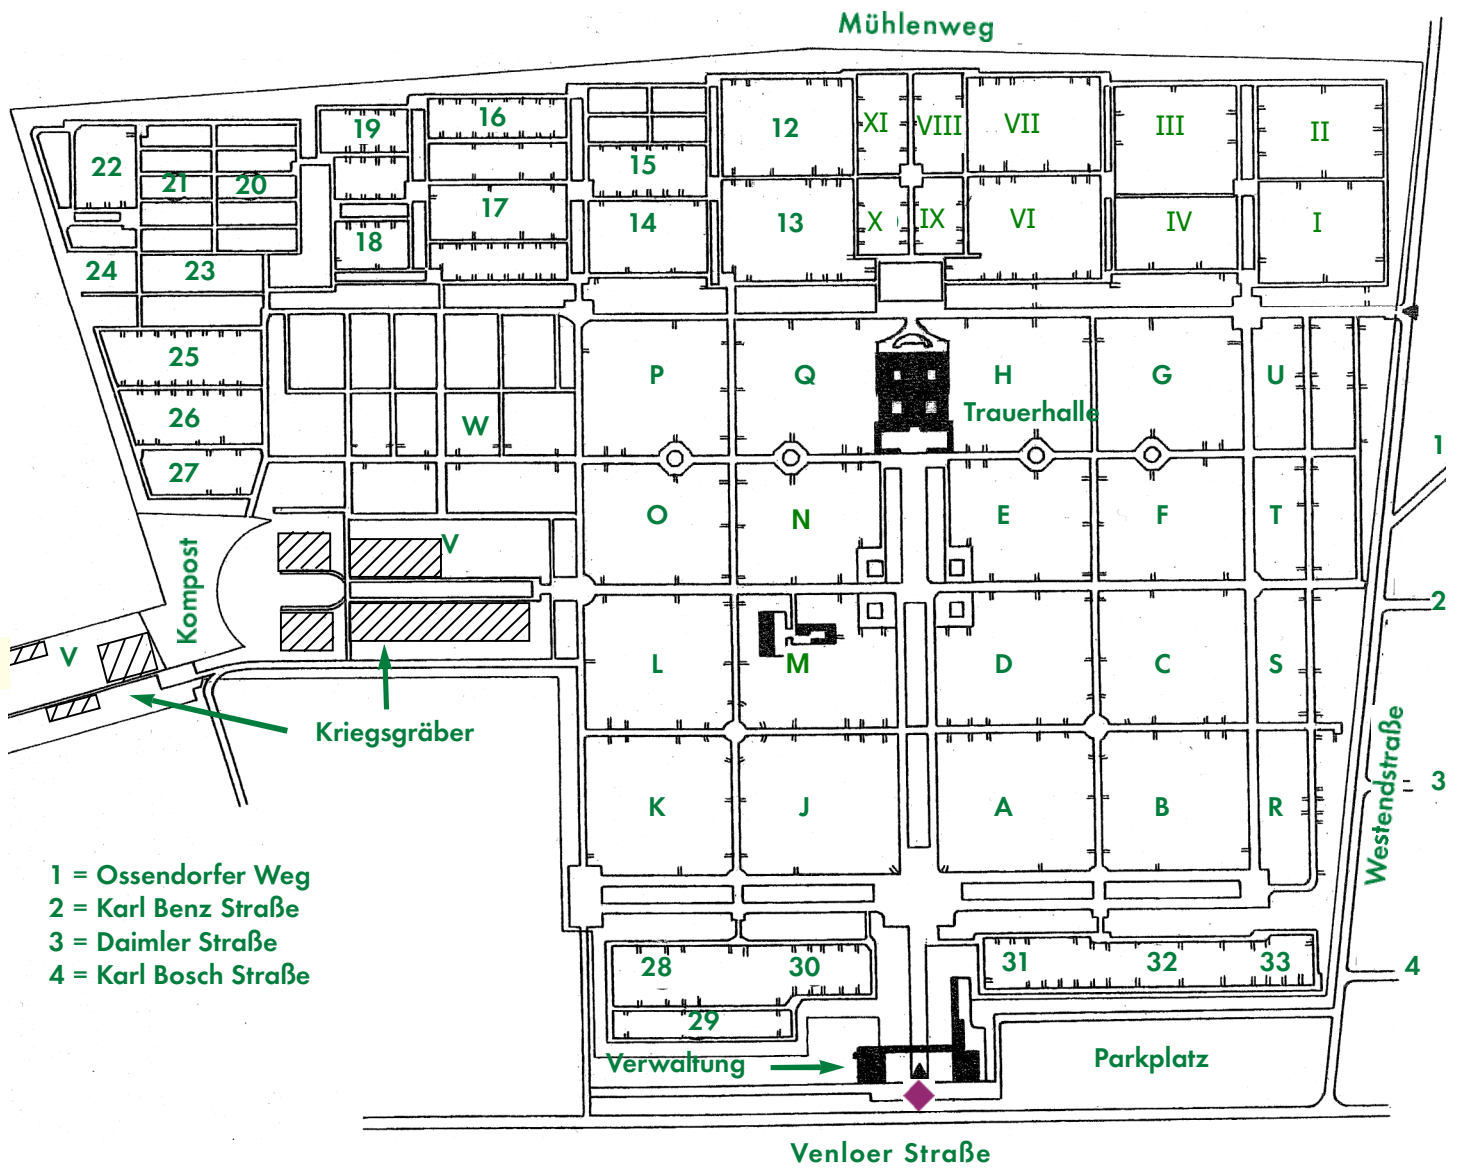 Mühlenweg
16
19
12
XI
VIII
VII
III
II
22
21
20
15
17
14
13
X
IX
VI
IV
I
18
24
23
25
26
27
P
Q
H
G
U
Trauerhalle
W
1
O
N
E
F
T
V
Kompost
2
V
L
M
D
C
S
Kriegsgräber
Westendstraße
3
K
J
A
B
R
1 = Ossendorfer Weg
2 = Karl Benz Straße
3 = Daimler Straße
4 = Karl Bosch Straße
28
30
31
32
33
4
29
Verwaltung
Parkplatz
Venloer Straße